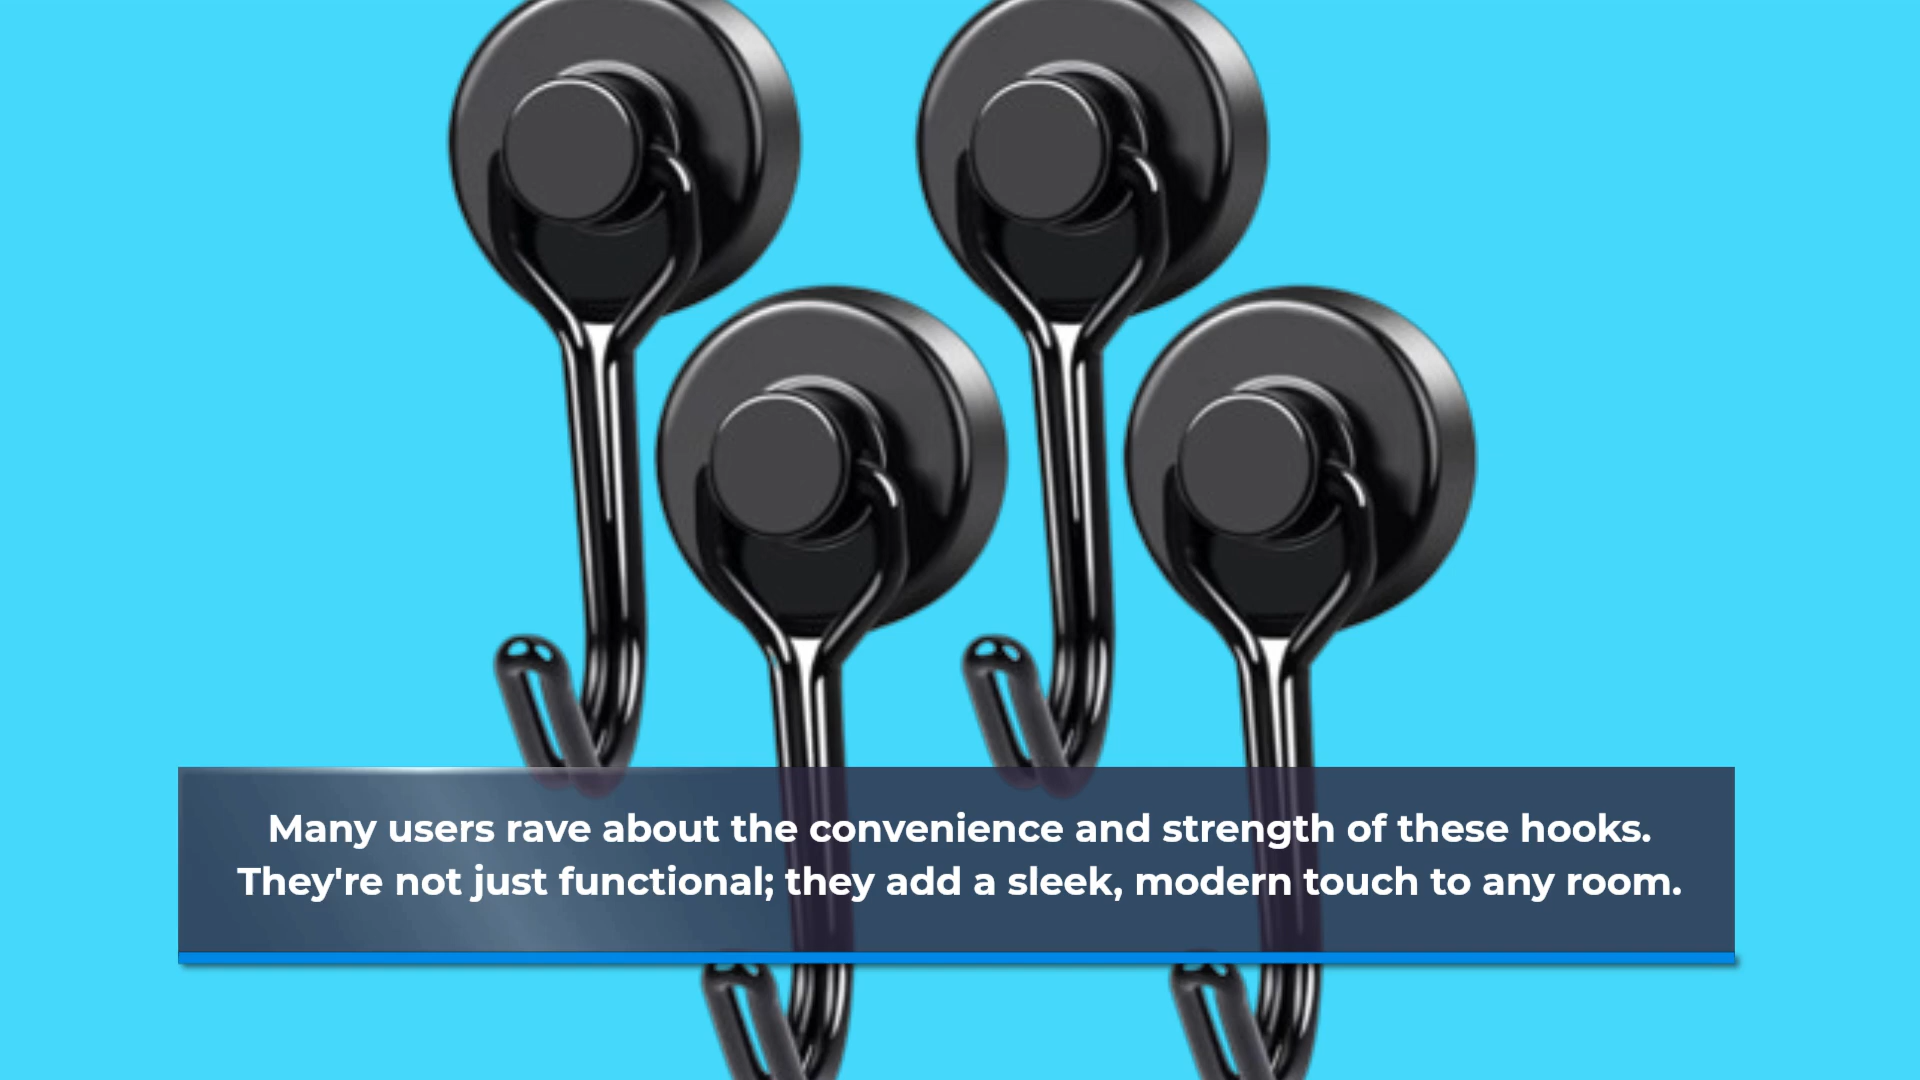 Many users rave about the convenience and strength of these hooks.
They're not just functional; they add a sleek, modern touch to any room.